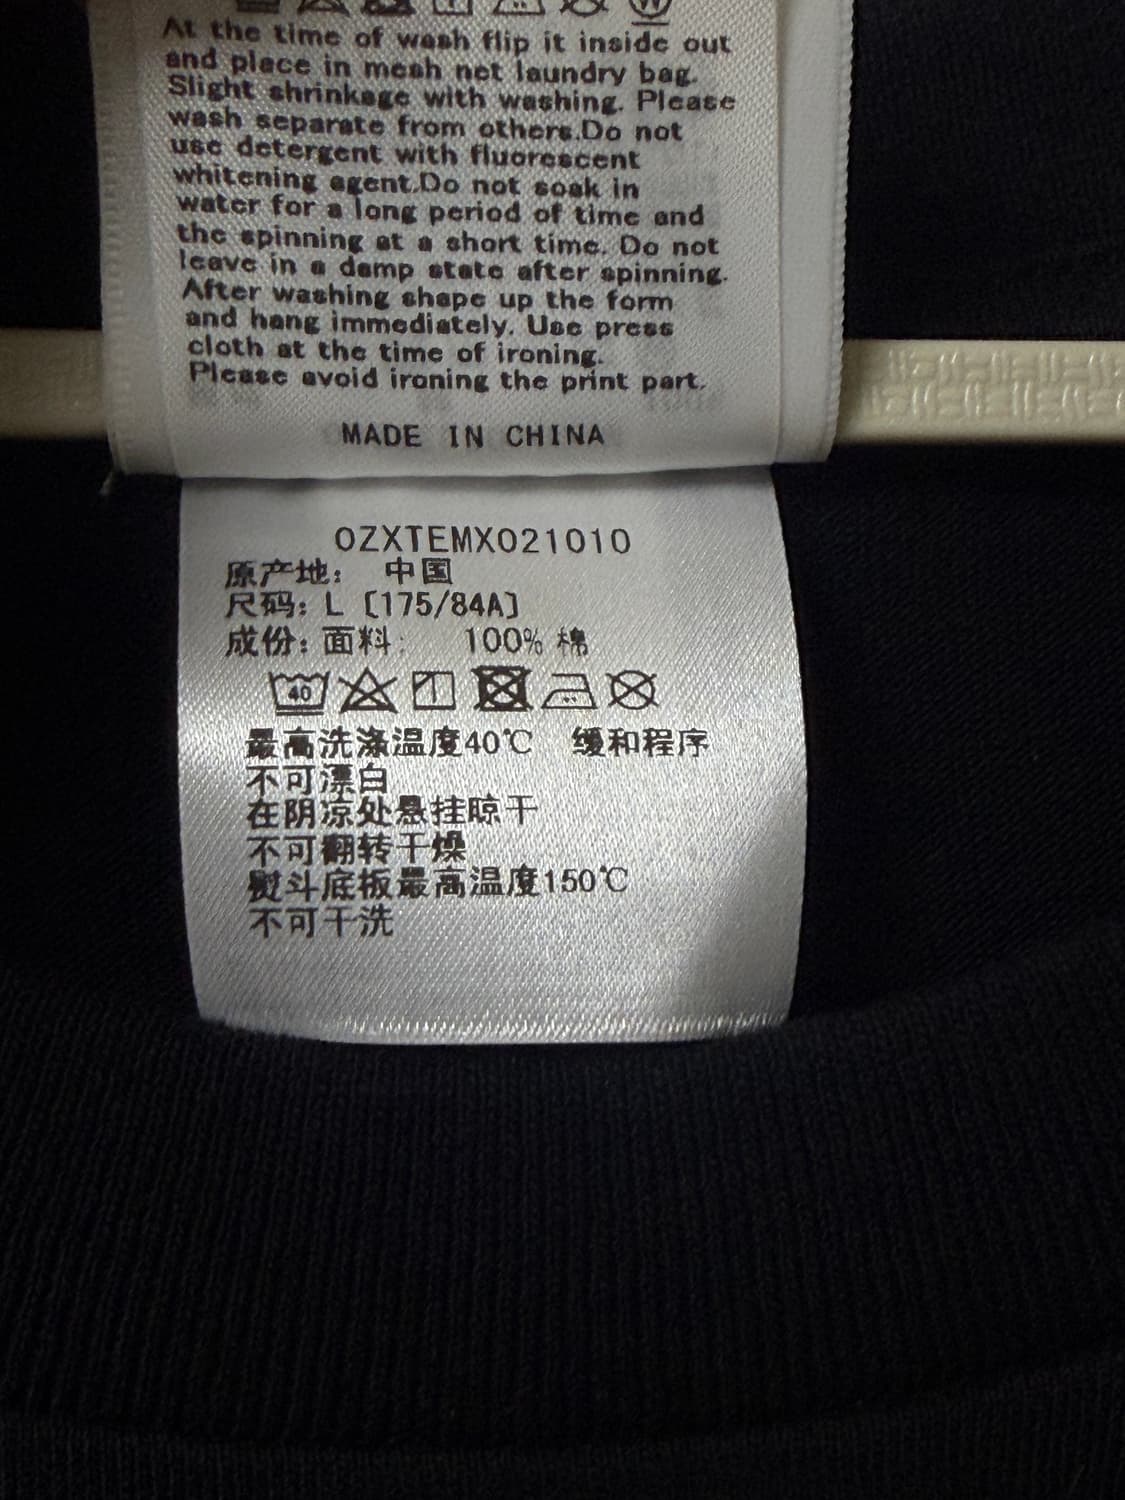 At the time of wash flip it inside out
and place in mesh net laundry bag.
Slight shrinkage with washing. Please
wash separate from others.Do not
use detergent with fluorescent
whitening agent.Do not soak in
water for a long period of time and
the spinning at a short time. Do not
leave in a damp state after spinning.
After washing shape up the form
and hang immediately. Use press
cloth at the time of ironing.
Please avoid ironing the print part.
MADE IN CHINA
OZXTEMX021010
原产地: 中国
尺码: L [175/84A]
成份: 面料: 100% 棉
40
最高洗涤温度40℃ 缓和程序
不可漂白
在阴凉处悬挂晾干
不可翻转干燥
熨斗底板最高温度150℃
不可干洗